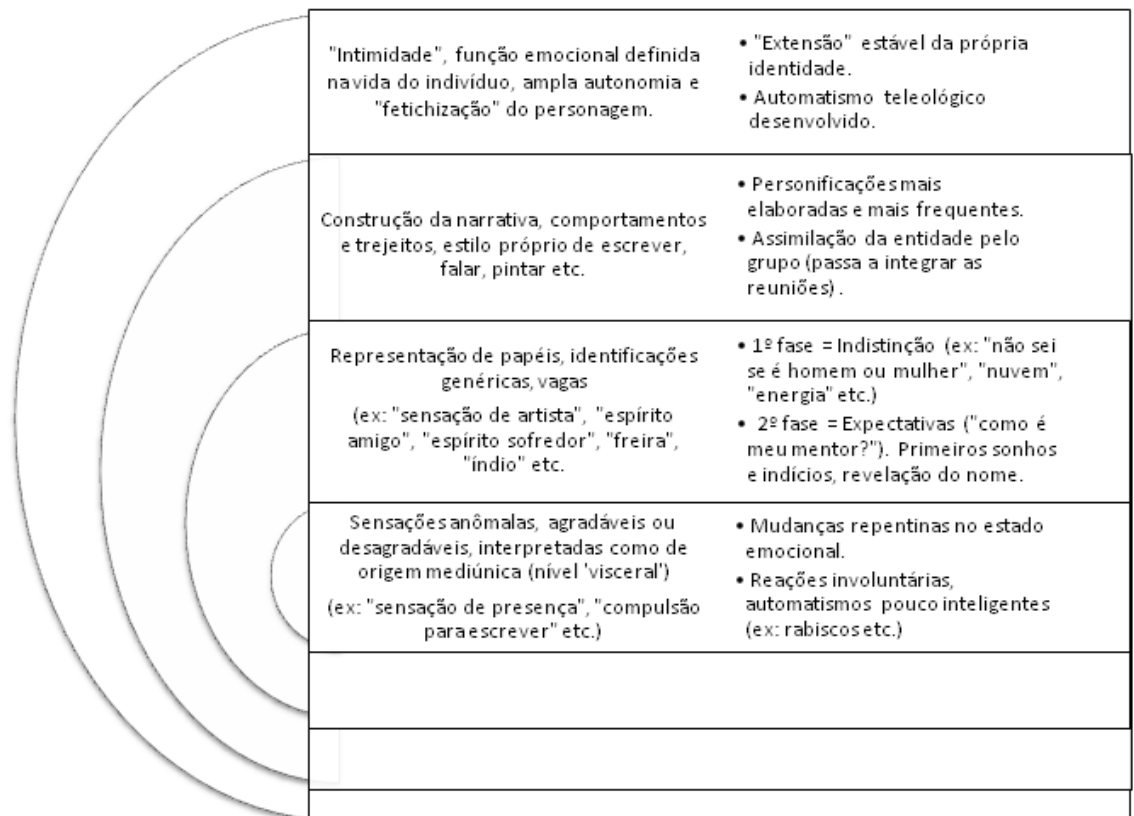 "Intimidade", função emocional definida
na vida do indivíduo, ampla autonomia e
"fetichização" do personagem.
• "Extensão" estável da própria
identidade.
• Automatismo teleológico
desenvolvido.
Construção da narrativa, comportamentos
e trejeitos, estilo próprio de escrever,
falar, pintar etc.
• Personificações mais
elaboradas e mais frequentes.
• Assimilação da entidade pelo
grupo (passa a integrar as
reuniões).
Representação de papéis, identificações
genéricas, vagas
(ex: "sensação de artista", "espírito
amigo", "espírito sofredor", "freira",
"índio" etc.
• 1º fase = Indistinção (ex: "não sei
se é homem ou mulher", "nuvem",
"energia" etc.)
• 2º fase = Expectativas ("como é
meu mentor?"). Primeiros sonhos
e indícios, revelação do nome.
Sensações anômalas, agradáveis ou
desagradáveis, interpretadas como de
origem mediúnica (nível 'visceral')
(ex: "sensação de presença", "compulsão
para escrever" etc.)
• Mudanças repentinas no estado
emocional.
• Reações involuntárias,
automatismos pouco inteligentes
(ex: rabiscos etc.)